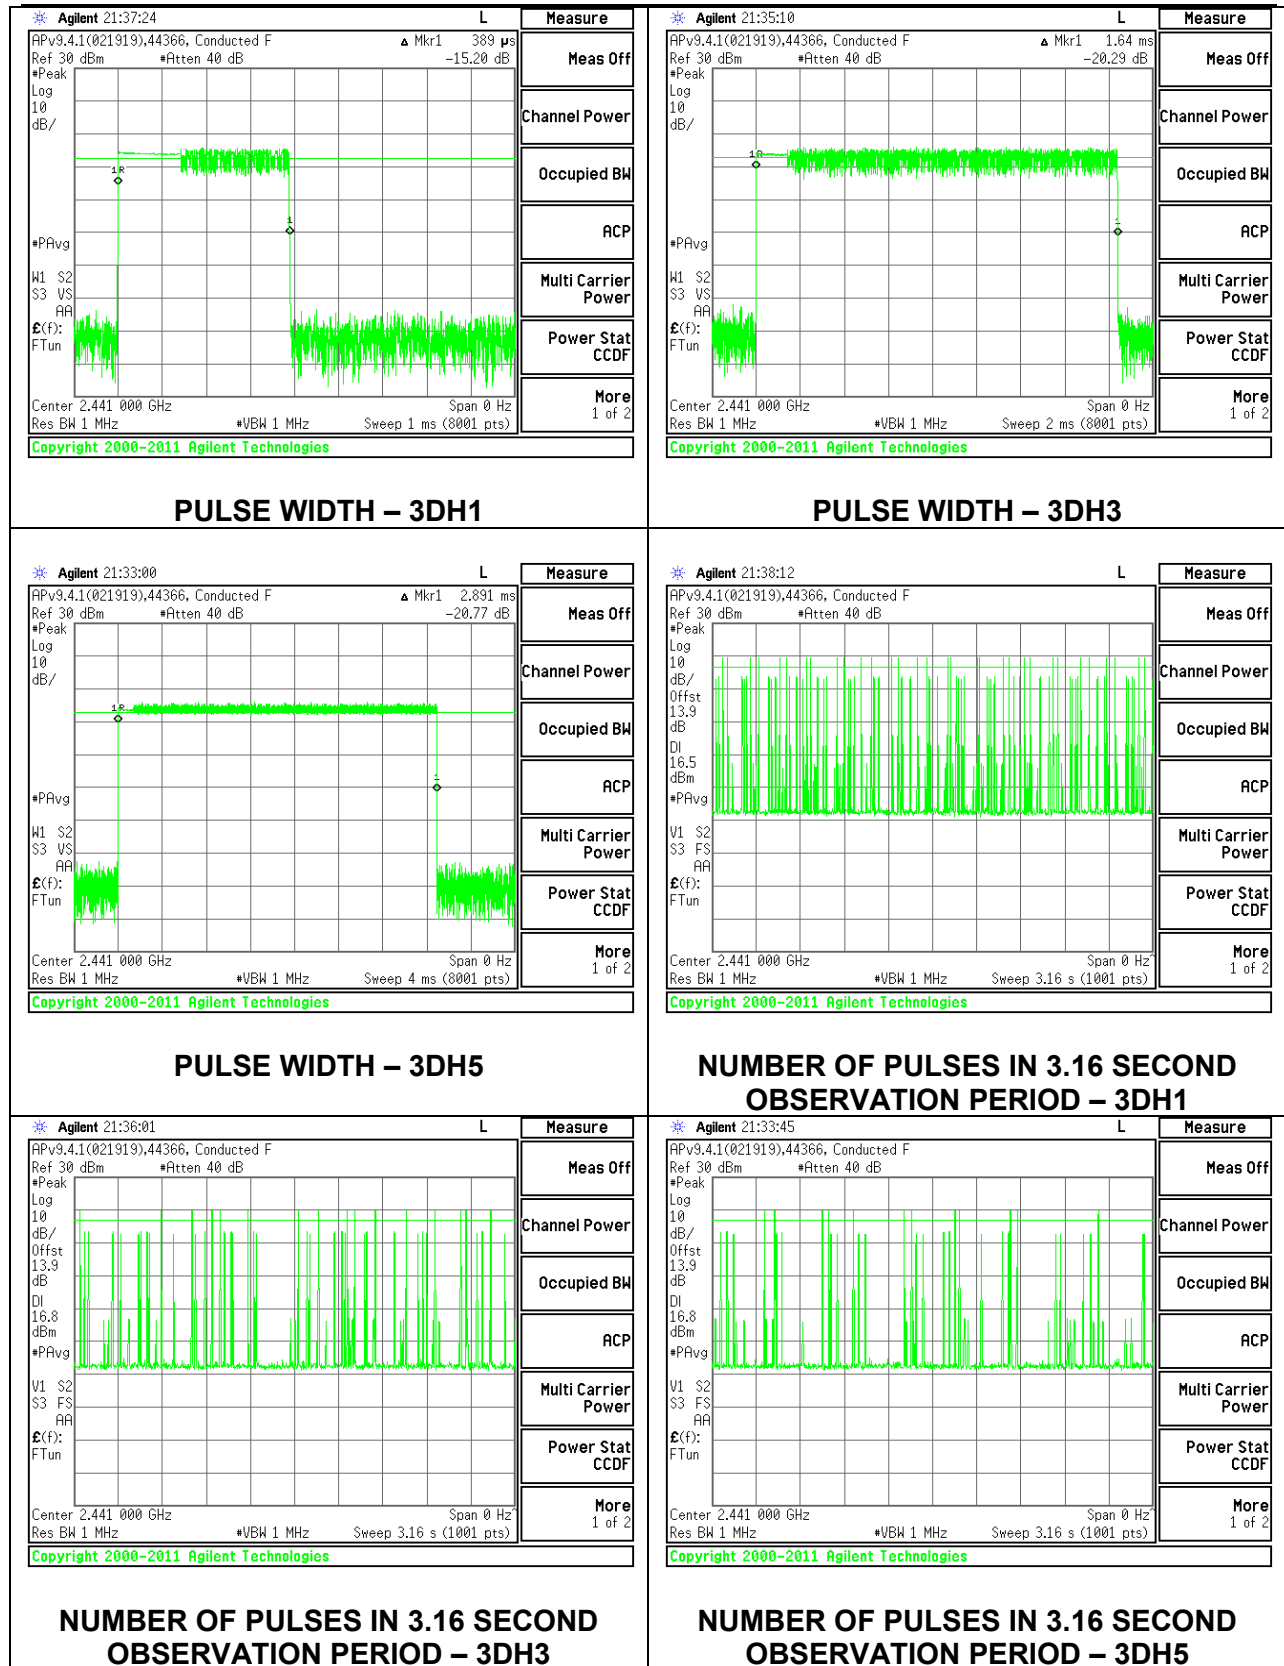 Agilent 21:37:24 L Measure
APv9.4.1(021919),44366, Conducted F Δ Mkr1 389 µs
Ref 30 dBm #Atten 40 dB -15.20 dB Meas Off
#Peak
Log
10
dB/
Channel Power
1R
Occupied BW
1
ACP
#PAvg
W1 S2
S3 VS
AA
Multi Carrier
Power
£(f):
FTun
Power Stat
CCDF
Center 2.441 000 GHz Span 0 Hz
Res BW 1 MHz #VBW 1 MHz Sweep 1 ms (8001 pts)
More
1 of 2
Copyright 2000-2011 Agilent Technologies
PULSE WIDTH – 3DH1
Agilent 21:35:10 L Measure
APv9.4.1(021919),44366, Conducted F Δ Mkr1 1.64 ms
Ref 30 dBm #Atten 40 dB -20.29 dB Meas Off
#Peak
Log
10
dB/
Channel Power
1R
Occupied BW
1
ACP
#PAvg
W1 S2
S3 VS
AA
Multi Carrier
Power
£(f):
FTun
Power Stat
CCDF
Center 2.441 000 GHz Span 0 Hz
Res BW 1 MHz #VBW 1 MHz Sweep 2 ms (8001 pts)
More
1 of 2
Copyright 2000-2011 Agilent Technologies
PULSE WIDTH – 3DH3
Agilent 21:33:00 L Measure
APv9.4.1(021919),44366, Conducted F Δ Mkr1 2.891 ms
Ref 30 dBm #Atten 40 dB -20.77 dB Meas Off
#Peak
Log
10
dB/
Channel Power
1R
Occupied BW
1
ACP
#PAvg
W1 S2
S3 VS
AA
Multi Carrier
Power
£(f):
FTun
Power Stat
CCDF
Center 2.441 000 GHz Span 0 Hz
Res BW 1 MHz #VBW 1 MHz Sweep 4 ms (8001 pts)
More
1 of 2
Copyright 2000-2011 Agilent Technologies
PULSE WIDTH – 3DH5
Agilent 21:38:12 L Measure
APv9.4.1(021919),44366, Conducted F
Ref 30 dBm #Atten 40 dB Meas Off
#Peak
Log
10
dB/
Channel Power
Offst
13.9
dB
Occupied BW
DI
16.5
dBm
ACP
#PAvg
V1 S2
S3 FS
AA
Multi Carrier
Power
£(f):
FTun
Power Stat
CCDF
Center 2.441 000 GHz Span 0 Hz^
Res BW 1 MHz #VBW 1 MHz Sweep 3.16 s (1001 pts)
More
1 of 2
Copyright 2000-2011 Agilent Technologies
NUMBER OF PULSES IN 3.16 SECOND
OBSERVATION PERIOD – 3DH1
Agilent 21:36:01 L Measure
APv9.4.1(021919),44366, Conducted F
Ref 30 dBm #Atten 40 dB Meas Off
#Peak
Log
10
dB/
Channel Power
Offst
13.9
dB
Occupied BW
DI
16.8
dBm
ACP
#PAvg
V1 S2
S3 FS
AA
Multi Carrier
Power
£(f):
FTun
Power Stat
CCDF
Center 2.441 000 GHz Span 0 Hz^
Res BW 1 MHz #VBW 1 MHz Sweep 3.16 s (1001 pts)
More
1 of 2
Copyright 2000-2011 Agilent Technologies
NUMBER OF PULSES IN 3.16 SECOND
OBSERVATION PERIOD – 3DH3
Agilent 21:33:45 L Measure
APv9.4.1(021919),44366, Conducted F
Ref 30 dBm #Atten 40 dB Meas Off
#Peak
Log
10
dB/
Channel Power
Offst
13.9
dB
Occupied BW
DI
16.8
dBm
ACP
#PAvg
V1 S2
S3 FS
AA
Multi Carrier
Power
£(f):
FTun
Power Stat
CCDF
Center 2.441 000 GHz Span 0 Hz^
Res BW 1 MHz #VBW 1 MHz Sweep 3.16 s (1001 pts)
More
1 of 2
Copyright 2000-2011 Agilent Technologies
NUMBER OF PULSES IN 3.16 SECOND
OBSERVATION PERIOD – 3DH5